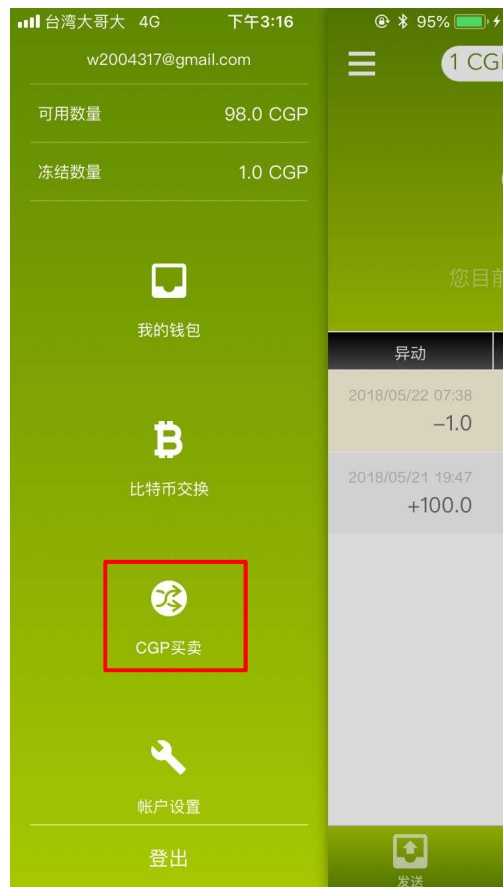 台湾大哥大 4G 下午3:16 95%
w2004317@gmail.com
1 CG
可用数量 98.0 CGP
冻结数量 1.0 CGP
您目前
我的钱包
异动
2018/05/22 07:38
−1.0
比特币交换
2018/05/21 19:47
+100.0
CGP买卖
帐户设置
登出
发送